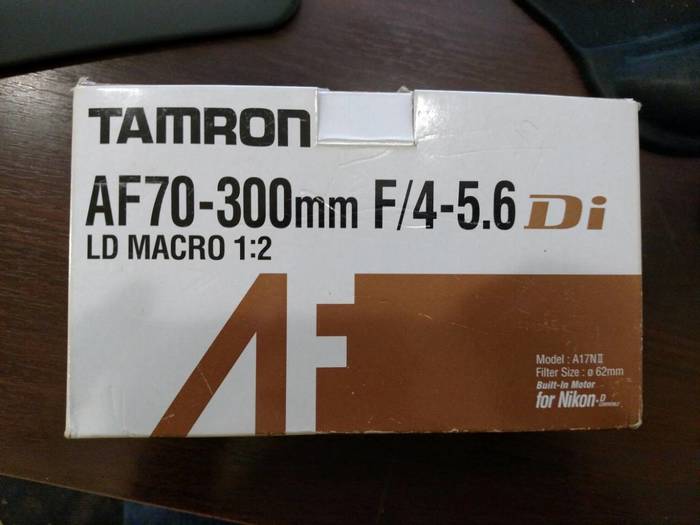 TAMRON
AF70-300mm F/4-5.6 Di
LD MACRO 1:2
AF
Model : A17NⅡ
Filter Size : ø 62mm
Built-in Motor
for Nikon-D